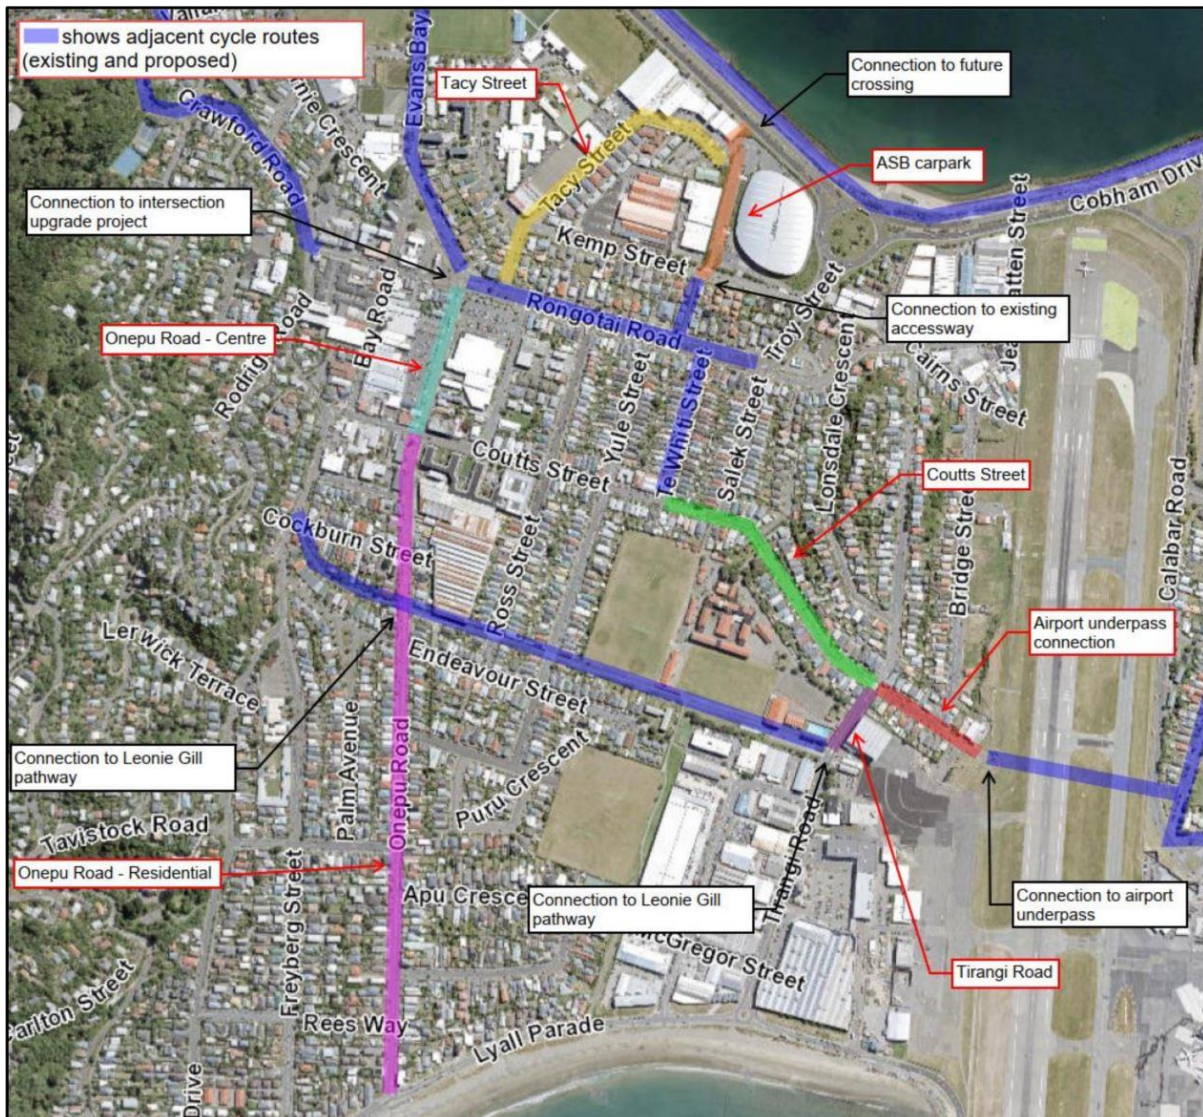 shows adjacent cycle routes
(existing and proposed)
Evans Bay
Crescent
Crawford Road
Tacy Street
Connection to future
crossing
Tacy Street
ASB carpark
Connection to intersection
upgrade project
Cobham Driv
Kemp Street
Bay Road
Rongotai Road
Troy Street
Connection to existing
accessway
Onepu Road - Centre
Cairns Street
Yule Street
Te Whiti Street
Salek Street
Lonsdale Crescent
Coutts Street
Coutts Street
Bridge Street
Calabar Road
Cockburn Street
Ross Street
Airport underpass
connection
Lerwick Terrace
Endeavour Street
Connection to Leonie Gill
pathway
Palm Avenue
Onepu Road
Puru Crescent
Tavistock Road
Tirangi Road
Onepu Road - Residential
Freyberg Street
Apu Cresce
Connection to Leonie Gill
pathway
Connection to airport
underpass
McGregor Street
Tirangi Road
Carlton Street
Rees Way
Lyall Parade
Drive